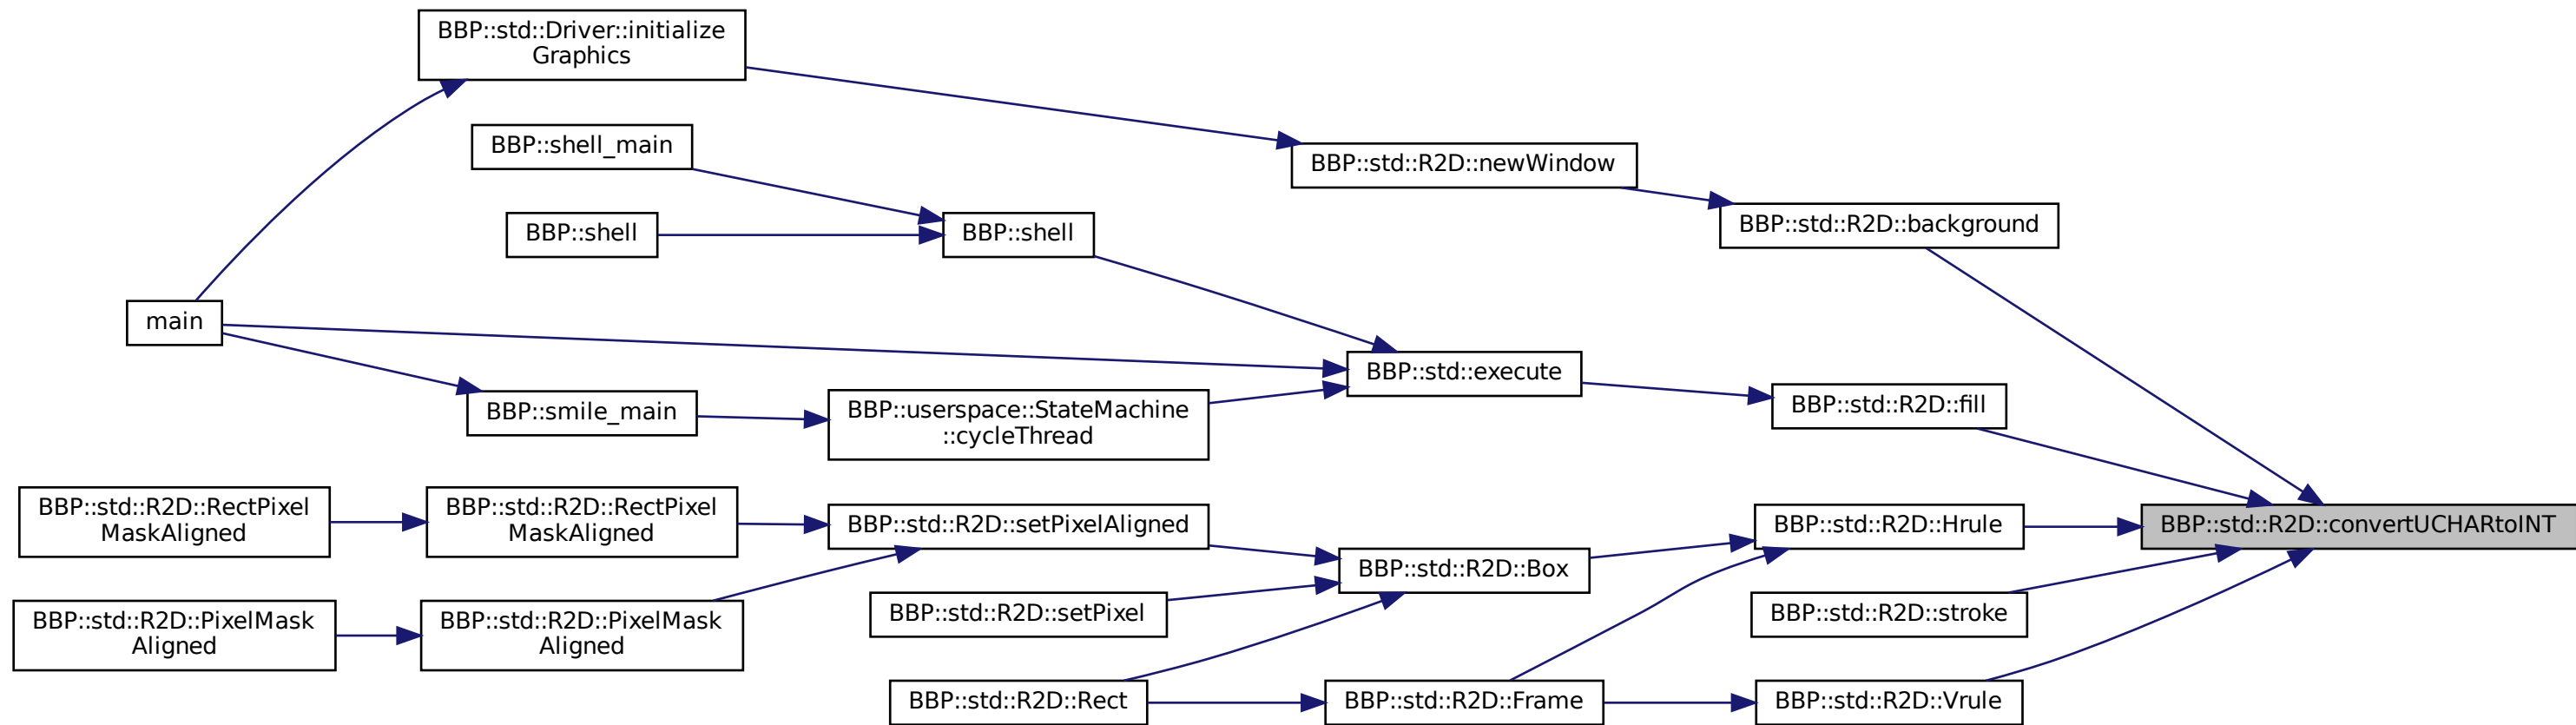 BBP::std::Driver::initialize
Graphics
BBP::shell_main
BBP::std::R2D::newWindow
BBP::std::R2D::background
BBP::shell
BBP::shell
main
BBP::std::execute
BBP::smile_main
BBP::userspace::StateMachine
::cycleThread
BBP::std::R2D::fill
BBP::std::R2D::RectPixel
MaskAligned
BBP::std::R2D::RectPixel
MaskAligned
BBP::std::R2D::setPixelAligned
BBP::std::R2D::Hrule
BBP::std::R2D::convertUCHARtoINT
BBP::std::R2D::Box
BBP::std::R2D::setPixel
BBP::std::R2D::stroke
BBP::std::R2D::PixelMask
Aligned
BBP::std::R2D::PixelMask
Aligned
BBP::std::R2D::Rect
BBP::std::R2D::Frame
BBP::std::R2D::Vrule